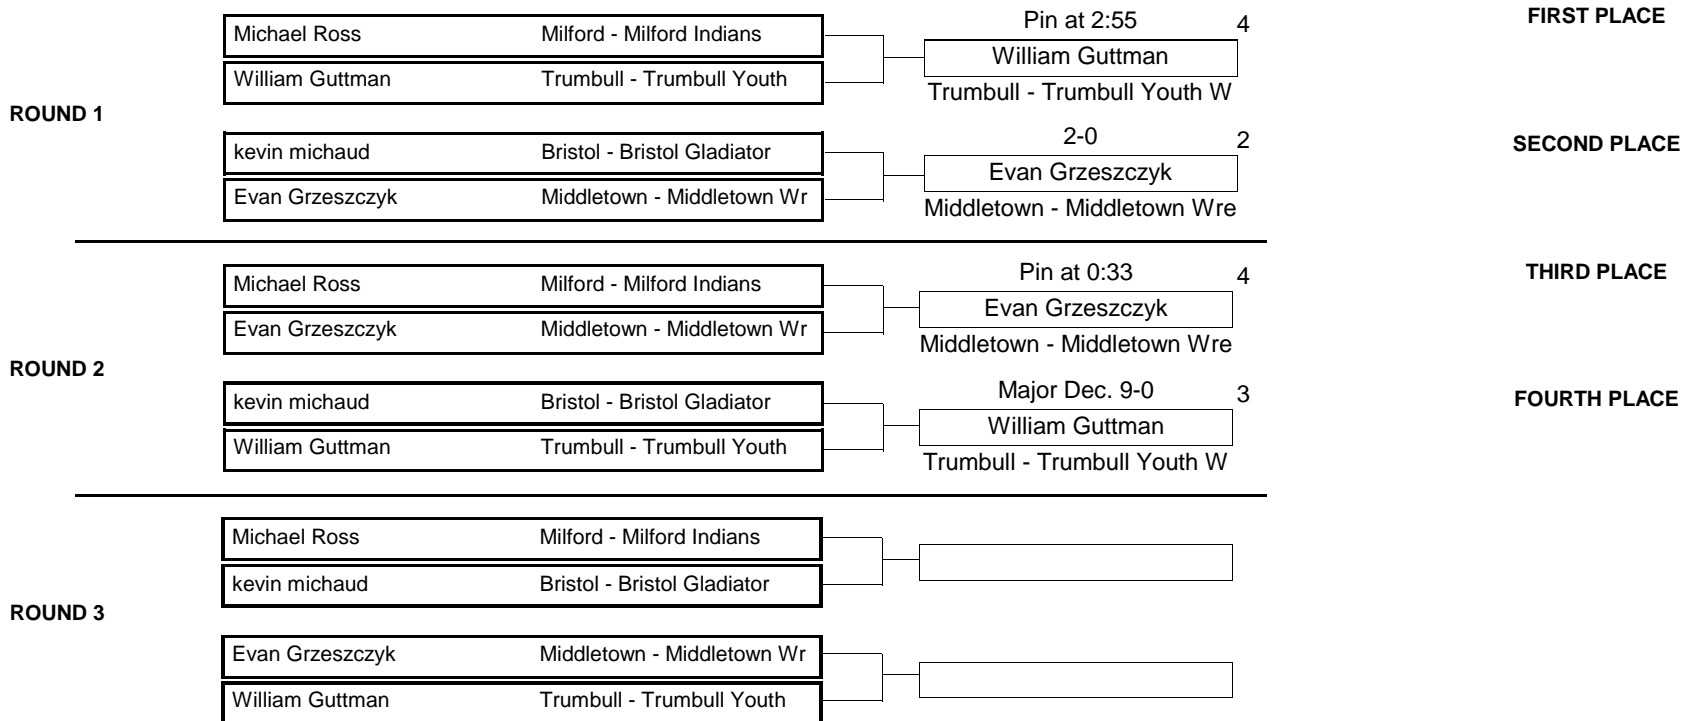 Pin at 2:55 4 FIRST PLACE
Michael Ross Milford - Milford Indians
William Guttman
William Guttman Trumbull - Trumbull Youth
Trumbull - Trumbull Youth W
ROUND 1
2-0 2 SECOND PLACE
kevin michaud Bristol - Bristol Gladiator
Evan Grzeszczyk
Evan Grzeszczyk Middletown - Middletown Wr
Middletown - Middletown Wre
Pin at 0:33 4 THIRD PLACE
Michael Ross Milford - Milford Indians
Evan Grzeszczyk
Evan Grzeszczyk Middletown - Middletown Wr
Middletown - Middletown Wre
ROUND 2
Major Dec. 9-0 3 FOURTH PLACE
kevin michaud Bristol - Bristol Gladiator
William Guttman
William Guttman Trumbull - Trumbull Youth
Trumbull - Trumbull Youth W
Michael Ross Milford - Milford Indians
kevin michaud Bristol - Bristol Gladiator
ROUND 3
Evan Grzeszczyk Middletown - Middletown Wr
William Guttman Trumbull - Trumbull Youth